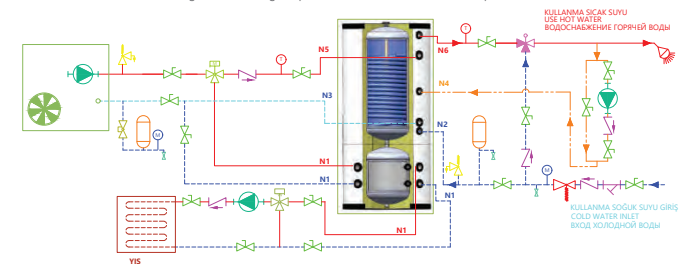 KULLANMA SICAK SUYU
USE HOT WATER
ВОДОСНАБЖЕНИЕ ГОРЯЧЕЙ ВОДЫ
T
T
N5
N6
N4
N3
N2
M
N1
N1
M
N1
N1
KULLANMA SOĞUK SUYU GİRİŞ
COLD WATER INLET
ВХОД ХОЛОДНОЙ ВОДЫ
YIS